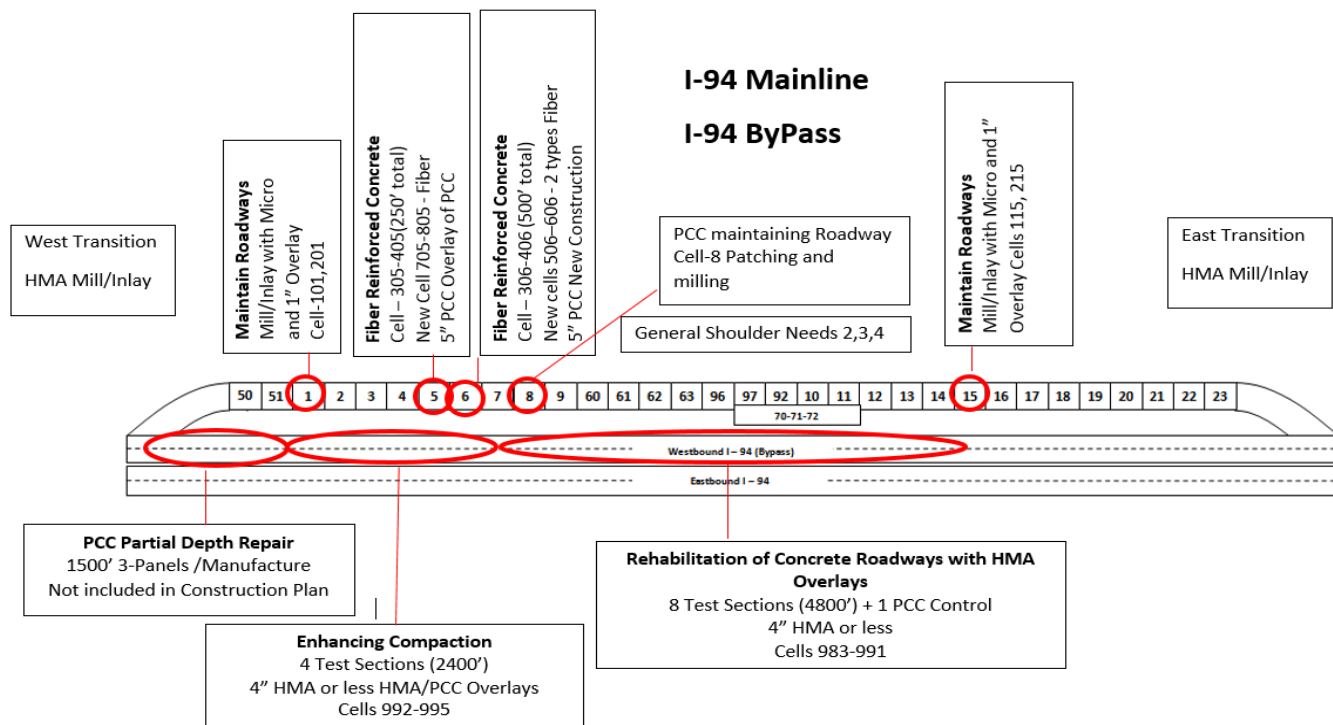 I-94 Mainline
I-94 ByPass
West Transition
HMA Mill/Inlay
Maintain Roadways
Mill/Inlay with Micro
and 1” Overlay
Cell-101,201
Fiber Reinforced Concrete
Cell – 305-405(250’ total)
New Cell 705-805 - Fiber
5” PCC Overlay of PCC
Fiber Reinforced Concrete
Cell – 306-406 (500’ total)
New cells 506–606 - 2 types Fiber
5” PCC New Construction
PCC maintaining Roadway
Cell-8 Patching and
milling
General Shoulder Needs 2,3,4
Maintain Roadways
Mill/Inlay with Micro and 1”
Overlay Cells 115, 215
East Transition
HMA Mill/Inlay
50 51 1 2 3 4 5 6 7 8 9 60 61 62 63 96 97 92 10 11 12 13 14 15 16 17 18 19 20 21 22 23
70-71-72
Westbound I – 94 (Bypass)
Eastbound I – 94
PCC Partial Depth Repair
1500’ 3-Panels /Manufacture
Not included in Construction Plan
Enhancing Compaction
4 Test Sections (2400’)
4” HMA or less HMA/PCC Overlays
Cells 992-995
Rehabilitation of Concrete Roadways with HMA
Overlays
8 Test Sections (4800’) + 1 PCC Control
4” HMA or less
Cells 983-991